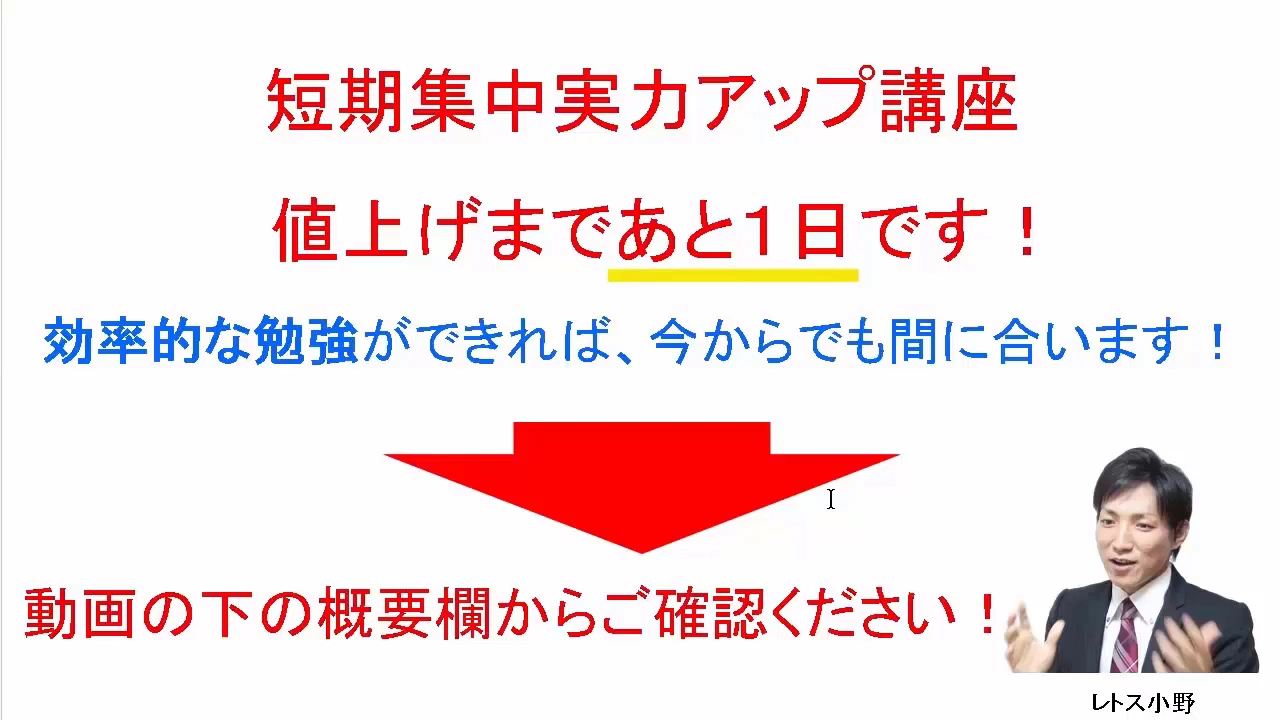 短期集中実力アップ講座
値上げまであと１日です！
効率的な勉強ができれば、今からでも間に合います！
動画の下の概要欄からご確認ください！
レトス小野